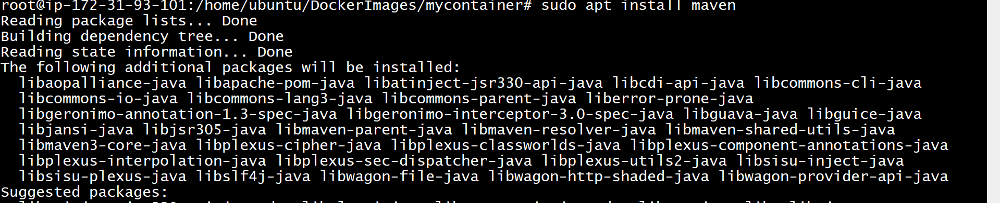 root@ip-172-31-93-101:/home/ubuntu/DockerImages/mycontainer# sudo apt install maven
Reading package lists... Done
Building dependency tree... Done
Reading state information... Done
The following additional packages will be installed:
  libaopalliance-java libapache-pom-java libatinject-jsr330-api-java libcdi-api-java libcommons-cli-java
  libcommons-io-java libcommons-lang3-java libcommons-parent-java liberror-prone-java
  libgeronimo-annotation-1.3-spec-java libgeronimo-interceptor-3.0-spec-java libguava-java libguice-java
  libjansi-java libjsr305-java libmaven-parent-java libmaven-resolver-java libmaven-shared-utils-java
  libmaven3-core-java libplexus-cipher-java libplexus-classworlds-java libplexus-component-annotations-java
  libplexus-interpolation-java libplexus-sec-dispatcher-java libplexus-utils2-java libsisu-inject-java
  libsisu-plexus-java libslf4j-java libwagon-file-java libwagon-http-shaded-java libwagon-provider-api-java
Suggested packages: